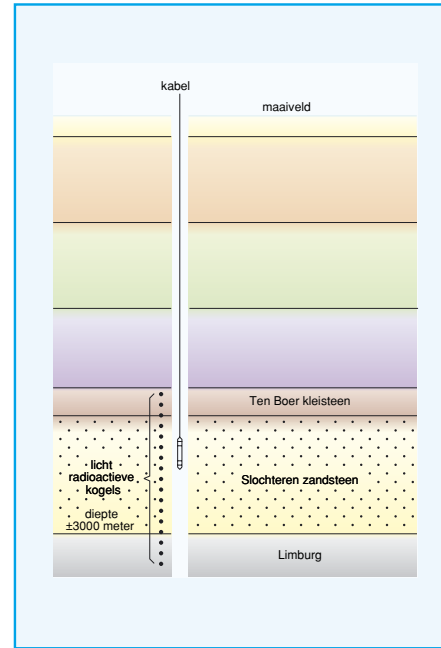 kabel
maaiveld
Ten Boer kleisteen
licht
radioactieve
kogels
diepte
±3000 meter
Slochteren zandsteen
Limburg